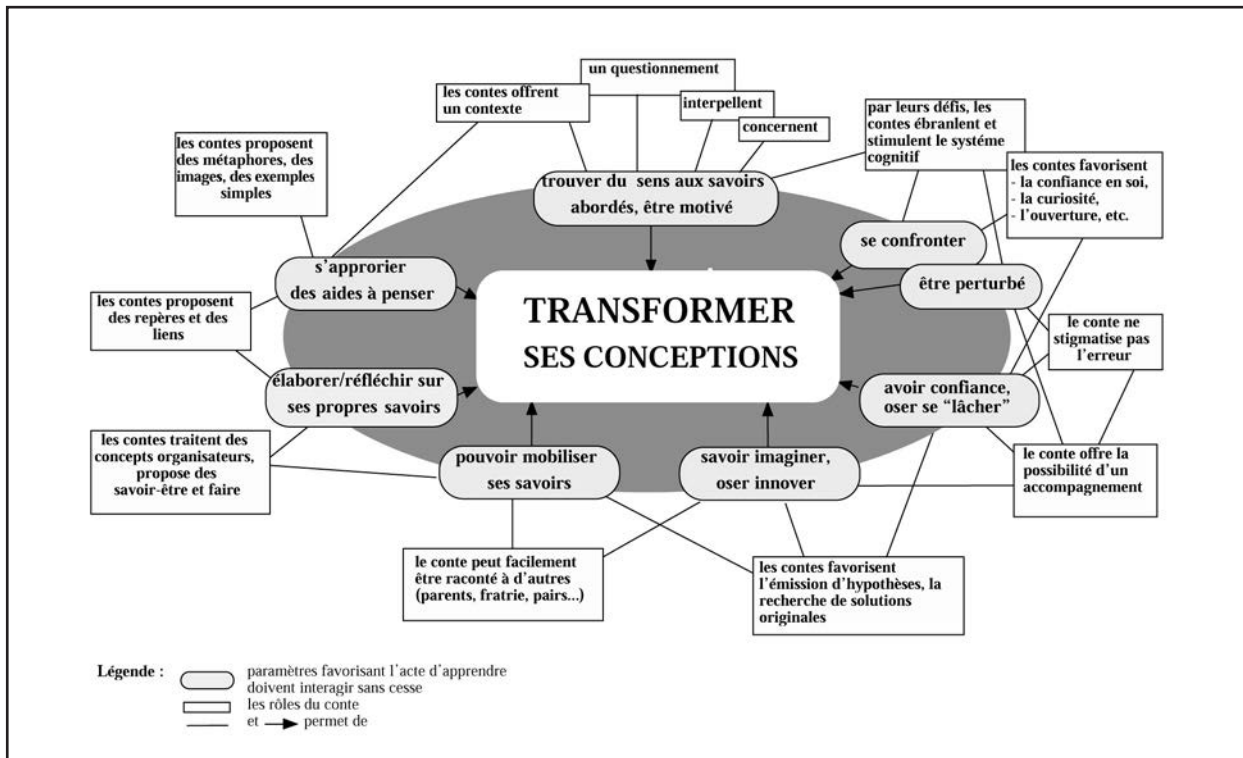 un questionnement
les contes offrent
un contexte
interpellent
concernent
par leurs défis, les
contes ébranlent et
stimulent le systéme
cognitif
les contes proposent
des métaphores, des
images, des exemples
simples
les contes favorisent
- la confiance en soi,
- la curiosité,
- l'ouverture, etc.
trouver du sens aux savoirs
abordés, être motivé
se confronter
être perturbé
s'approrier
des aides à penser
TRANSFORMER
SES CONCEPTIONS
les contes proposent
des repères et des
liens
le conte ne
stigmatise pas
l'erreur
élaborer/réfléchir sur
ses propres savoirs
avoir confiance,
oser se “lâcher”
les contes traitent des
concepts organisateurs,
propose des
savoir-être et faire
pouvoir mobiliser
ses savoirs
savoir imaginer,
oser innover
le conte offre la
possibilité d'un
accompagnement
le conte peut facilement
être raconté à d'autres
(parents, fratrie, pairs...)
les contes favorisent
l'émission d'hypothèses, la
recherche de solutions
originales
Légende :
paramètres favorisant l'acte d'apprendre
doivent interagir sans cesse
les rôles du conte
et permet de